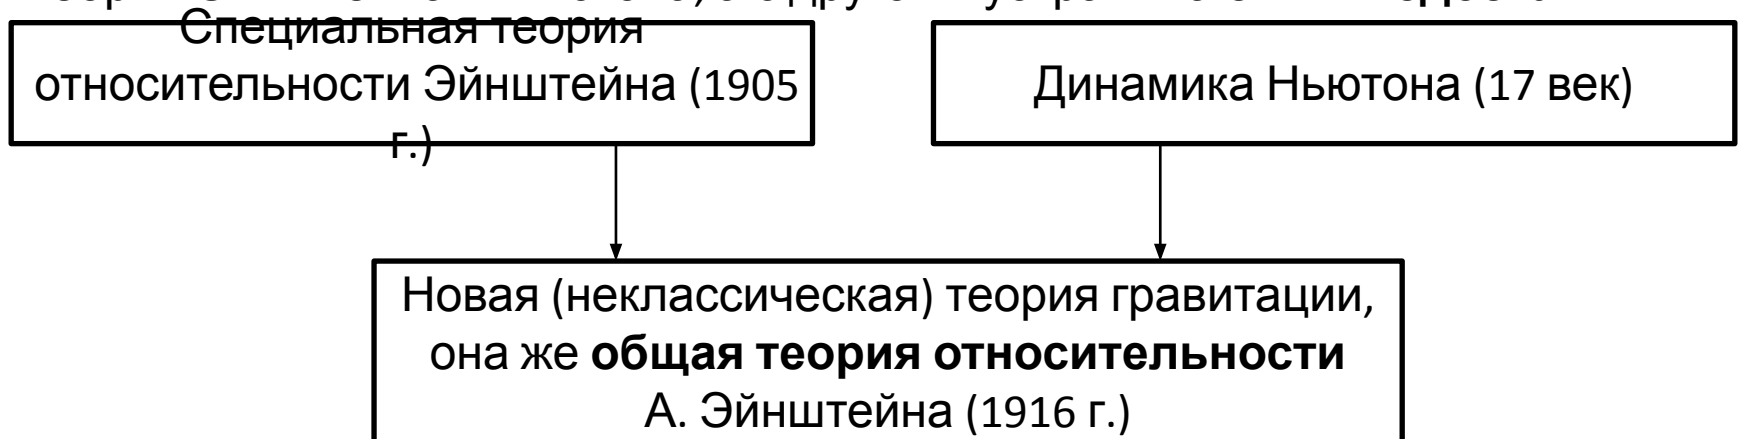 Специальная теория
относительности Эйнштейна (1905
г.)
Динамика Ньютона (17 век)
Новая (неклассическая) теория гравитации,
она же общая теория относительности
А. Эйнштейна (1916 г.)